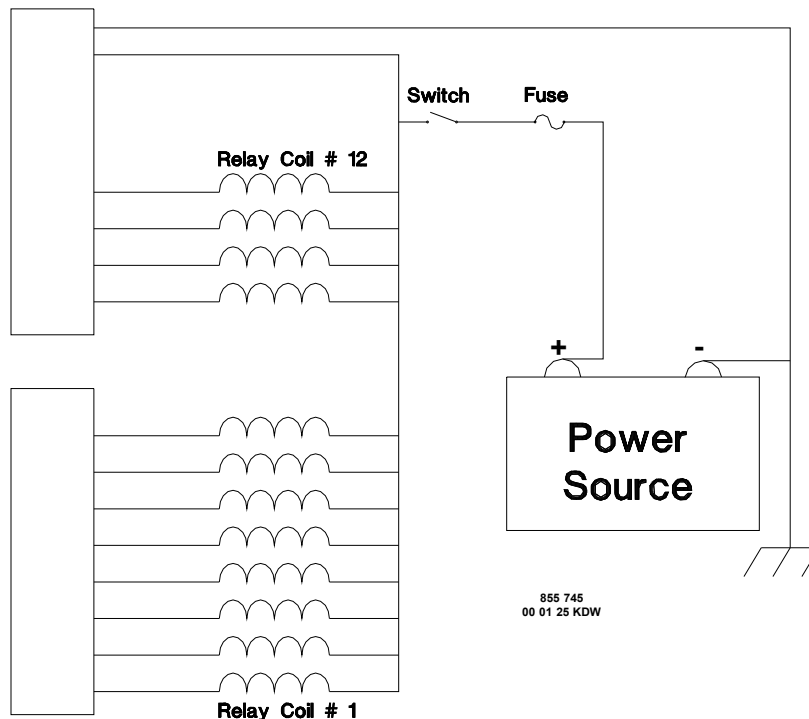 Switch
Fuse
Relay Coil # 12
+
-
Power
Source
855 745
00 01 25 KDW
Relay Coil # 1